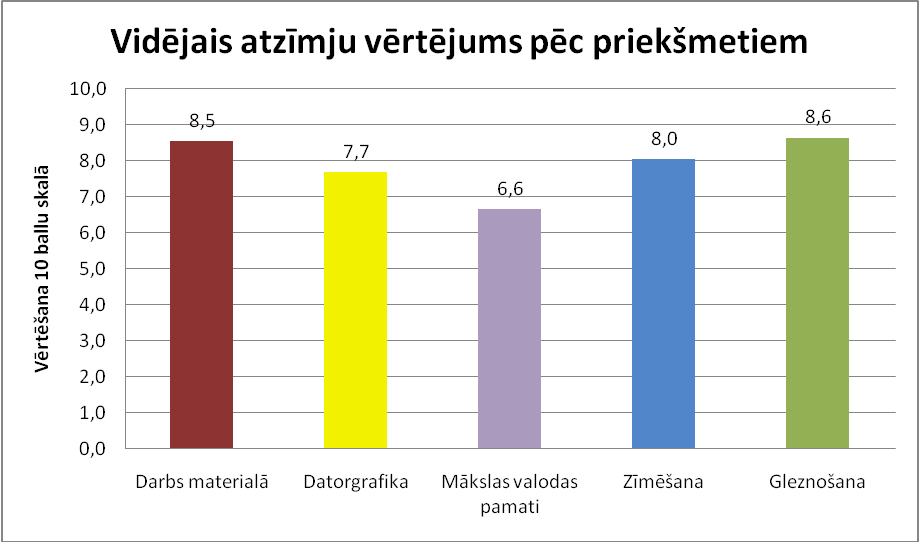 Vidējais atzīmju vērtējums pēc priekšmetiem
Vērtēšana 10 ballu skalā
10,0
9,0
8,0
7,0
6,0
5,0
4,0
3,0
2,0
1,0
0,0
8,5
7,7
6,6
8,0
8,6
Darbs materialā
Datorgrafika
Mākslas valodas
pamati
Zīmēšana
Gleznošana